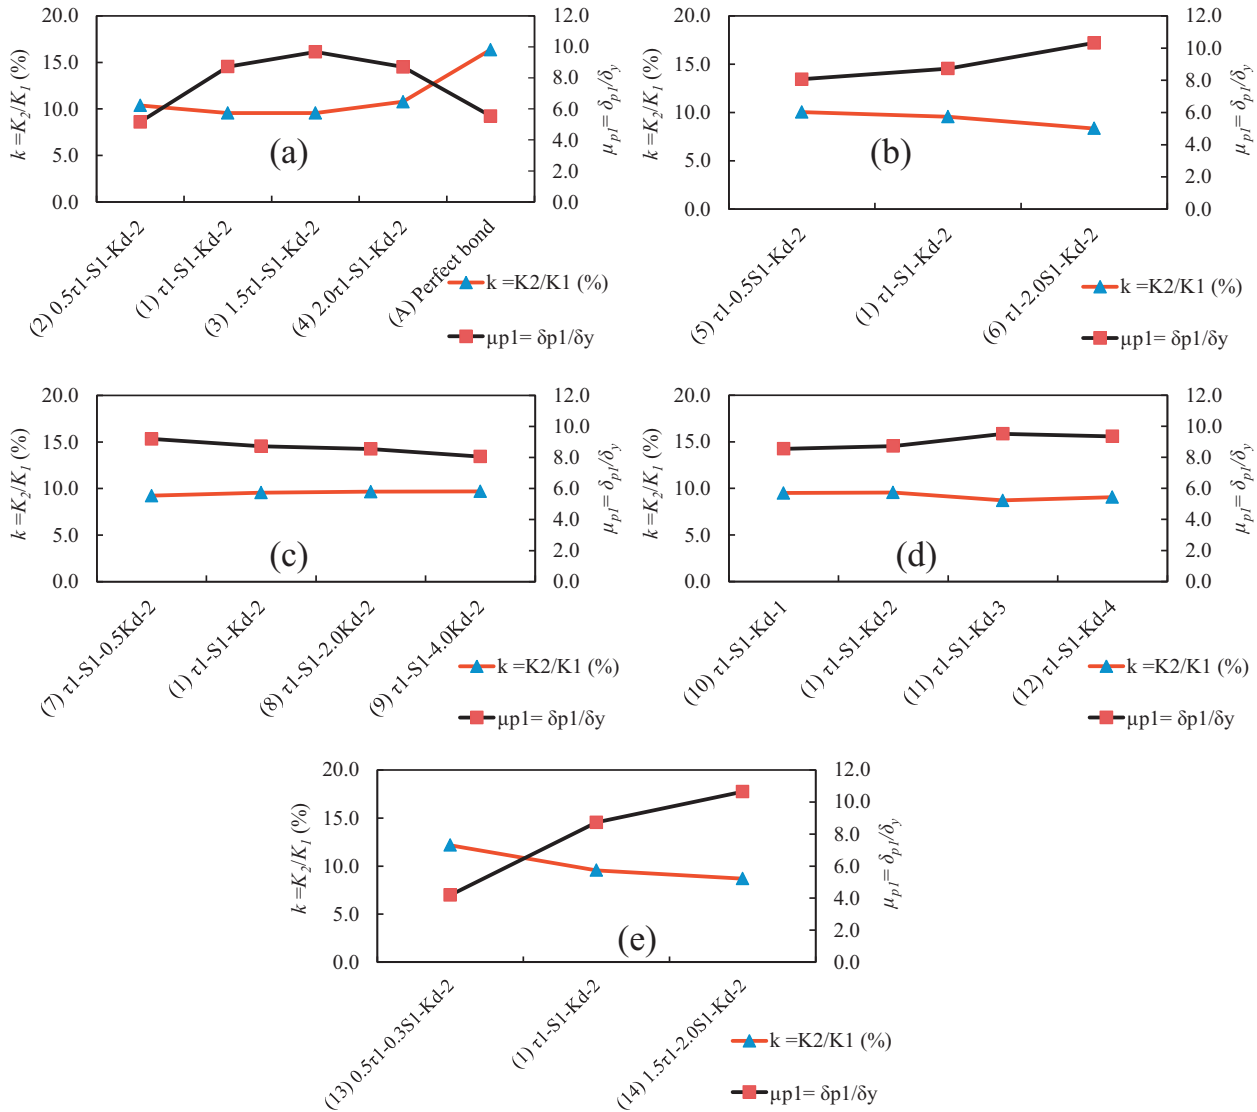 20.0
15.0
10.0
5.0
0.0
k =K2/K1 (%)
12.0
10.0
8.0
6.0
4.0
2.0
0.0
μp1= δp1/δy
(a)
(2) 0.5τ1-S1-Kd-2
(1) τ1-S1-Kd-2
(3) 1.5τ1-S1-Kd-2
(4) 2.0τ1-S1-Kd-2
(A) Perfect bond
k =K2/K1 (%)
μp1= δp1/δy
20.0
15.0
10.0
5.0
0.0
k =K2/K1 (%)
12.0
10.0
8.0
6.0
4.0
2.0
0.0
μp1= δp1/δy
(b)
(5) τ1-0.5S1-Kd-2
(1) τ1-S1-Kd-2
(6) τ1-2.0S1-Kd-2
k =K2/K1 (%)
μp1= δp1/δy
20.0
15.0
10.0
5.0
0.0
k =K2/K1 (%)
12.0
10.0
8.0
6.0
4.0
2.0
0.0
μp1= δp1/δy
(c)
(7) τ1-S1-0.5Kd-2
(1) τ1-S1-Kd-2
(8) τ1-S1-2.0Kd-2
(9) τ1-S1-4.0Kd-2
k =K2/K1 (%)
μp1= δp1/δy
20.0
15.0
10.0
5.0
0.0
k =K2/K1 (%)
12.0
10.0
8.0
6.0
4.0
2.0
0.0
μp1= δp1/δy
(d)
(10) τ1-S1-Kd-1
(1) τ1-S1-Kd-2
(11) τ1-S1-Kd-3
(12) τ1-S1-Kd-4
k =K2/K1 (%)
μp1= δp1/δy
20.0
15.0
10.0
5.0
0.0
k =K2/K1 (%)
12.0
10.0
8.0
6.0
4.0
2.0
0.0
μp1= δp1/δy
(e)
(13) 0.5τ1-0.3S1-Kd-2
(1) τ1-S1-Kd-2
(14) 1.5τ1-2.0S1-Kd-2
k =K2/K1 (%)
μp1= δp1/δy